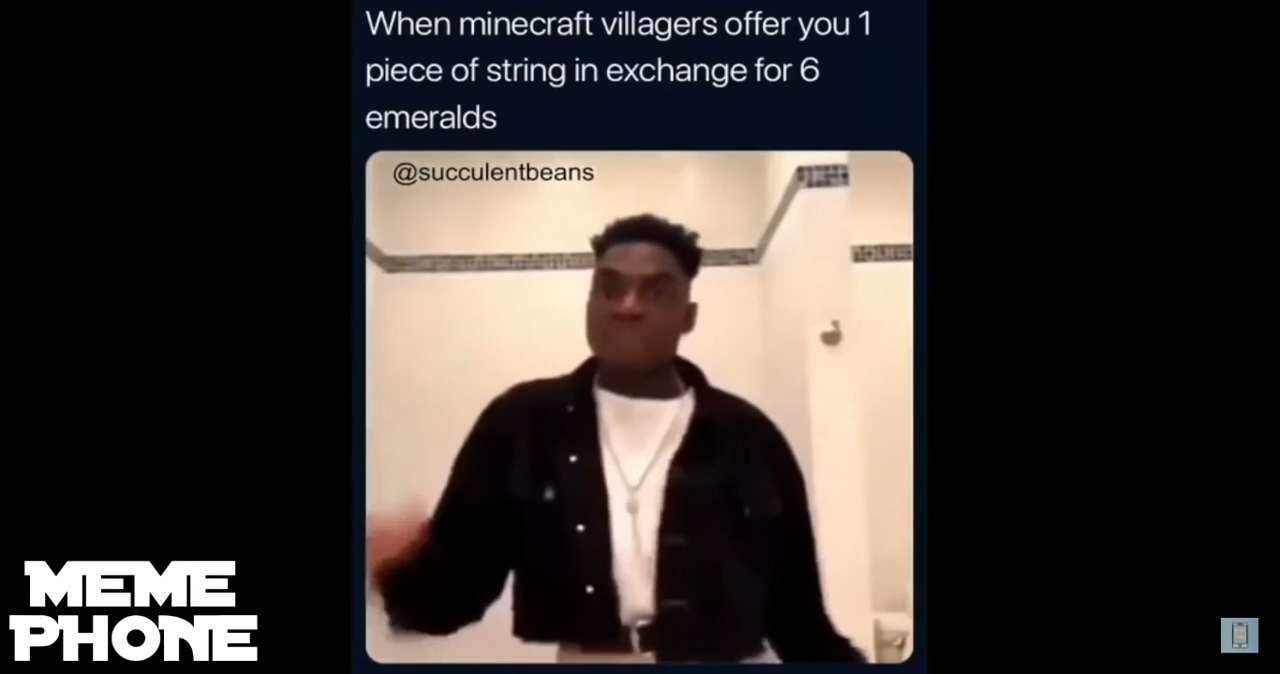 When minecraft villagers offer you 1
piece of string in exchange for 6
emeralds
@succulentbeans
MEME
PHONE